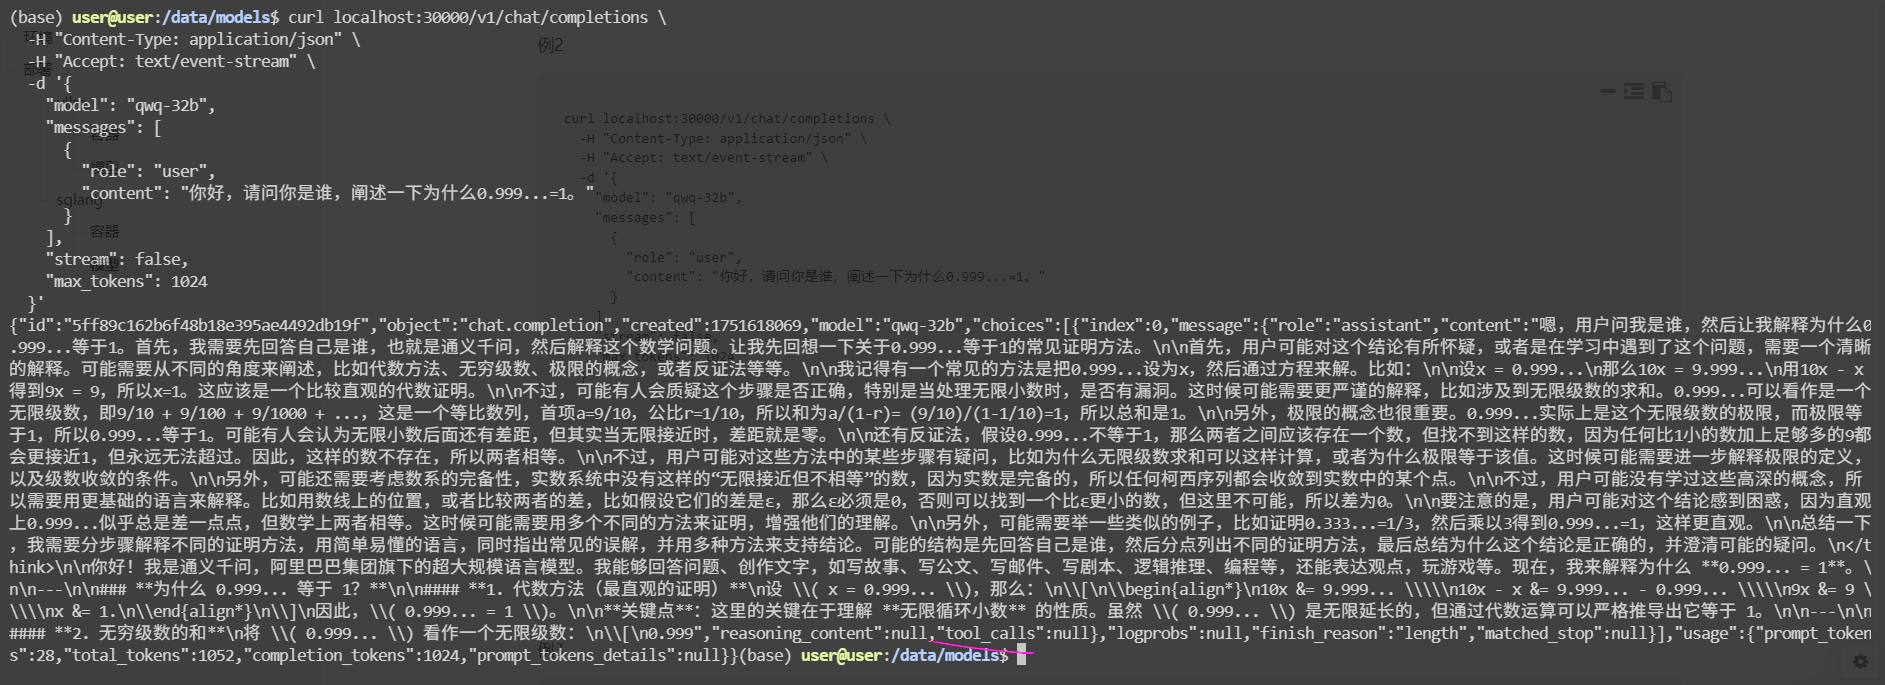 (base) user@user:/data/models$ curl localhost:30000/v1/chat/completions \
-H "Content-Type: application/json" \
-H "Accept: text/event-stream" \
-d '{
"model": "qwq-32b",
"messages": [
{
"role": "user",
"content": "你好，请问你是谁，阐述一下为什么0.999...=1。"
}
],
"stream": false,
"max_tokens": 1024
}'
{"id":"5ff89c162b6f48b18e395ae4492db19f","object":"chat.completion","created":1751618069,"model":"qwq-32b","choices":[{"index":0,"message":{"role":"assistant","content":"嗯，用户问我是谁，然后让我解释为什么0
.999...等于1。首先，我需要先回答自己是谁，也就是通义千问，然后解释这个数学问题。让我先回想一下关于0.999...等于1的常见证明方法。\n\n首先，用户可能对这个结论有所怀疑，或者是在学习中遇到了这个问题，需要一个清晰
的解释。可能需要从不同的角度来阐述，比如代数方法、无穷级数、极限的概念，或者反证法等等。\n\n我记得有一个常见的方法是把0.999...设为x，然后通过方程来解。比如：\n\n设x = 0.999...\n那么10x = 9.999...\n用10x - x
得到9x = 9，所以x=1。这应该是一个比较直观的代数证明。\n\n不过，可能有人会质疑这个步骤是否正确，特别是当处理无限小数时，是否有漏洞。这时候可能需要更严谨的解释，比如涉及到无限级数的求和。0.999...可以看作是一个
无限级数，即9/10 + 9/100 + 9/1000 + ...，这是一个等比数列，首项a=9/10，公比r=1/10，所以和为a/(1-r)= (9/10)/(1-1/10)=1，所以总和是1。\n\n另外，极限的概念也很重要。0.999...实际上是这个无限级数的极限，而极限等
于1，所以0.999...等于1。可能有人会认为无限小数后面还有差距，但其实当无限接近时，差距就是零。\n\n还有反证法，假设0.999...不等于1，那么两者之间应该存在一个数，但找不到这样的数，因为任何比1小的数加上足够多的9都
会更接近1，但永远无法超过。因此，这样的数不存在，所以两者相等。\n\n不过，用户可能对这些方法中的某些步骤有疑问，比如为什么无限级数求和可以这样计算，或者为什么极限等于该值。这时候可能需要进一步解释极限的定义，
以及级数收敛的条件。\n\n另外，可能还需要考虑数系的完备性，实数系统中没有这样的“无限接近但不相等”的数，因为实数是完备的，所以任何柯西序列都会收敛到实数中的某个点。\n\n不过，用户可能没有学过这些高深的概念，所
以需要用更基础的语言来解释。比如用数线上的位置，或者比较两者的差，比如假设它们的差是ε，那么ε必须是0，否则可以找到一个比ε更小的数，但这里不可能，所以差为0。\n\n要注意的是，用户可能对这个结论感到困惑，因为直观
上0.999...似乎总是差一点点，但数学上两者相等。这时候可能需要用多个不同的方法来证明，增强他们的理解。\n\n另外，可能需要举一些类似的例子，比如证明0.333...=1/3，然后乘以3得到0.999...=1，这样更直观。\n\n总结一下
，我需要分步骤解释不同的证明方法，用简单易懂的语言，同时指出常见的误解，并用多种方法来支持结论。可能的结构是先回答自己是谁，然后分点列出不同的证明方法，最后总结为什么这个结论是正确的，并澄清可能的疑问。\n</t
hink>\n\n你好！我是通义千问，阿里巴巴集团旗下的超大规模语言模型。我能够回答问题、创作文字，如写故事、写公文、写邮件、写剧本、逻辑推理、编程等，还能表达观点，玩游戏等。现在，我来解释为什么 **0.999... = 1**。\
n\n---\n\n### **为什么 0.999... 等于 1？**\n\n#### **1. 代数方法（最直观的证明）**\n设 \\( x = 0.999... \\)，那么：\n\\[\n\\begin{align*}\n10x &= 9.999... \\\\\n10x - x &= 9.999... - 0.999... \\\\\n9x &= 9 \
\\\\nx &= 1.\n\\end{align*}\n\\]\n因此，\\( 0.999... = 1 \\)。\n\n**关键点**：这里的关键在于理解 **无限循环小数** 的性质。虽然 \\( 0.999... \\) 是无限延长的，但通过代数运算可以严格推导出它等于 1。\n\n---\n\n
#### **2. 无穷级数的和**\n将 \\( 0.999... \\) 看作一个无限级数：\n\\[\n0.999","reasoning_content":null,"tool_calls":null},"logprobs":null,"finish_reason":"length","matched_stop":null}],"usage":{"prompt_token
s":28,"total_tokens":1052,"completion_tokens":1024,"prompt_tokens_details":null}}(base) user@user:/data/models$
环境
部署
容器
模型
sglang
容器
模型
例2
curl localhost:30000/v1/chat/completions \
-H "Content-Type: application/json" \
-H "Accept: text/event-stream" \
-d '{
"model": "qwq-32b",
"messages": [
{
"role": "user",
"content": "你好，请问你是谁，阐述一下为什么0.999...=1。"
}